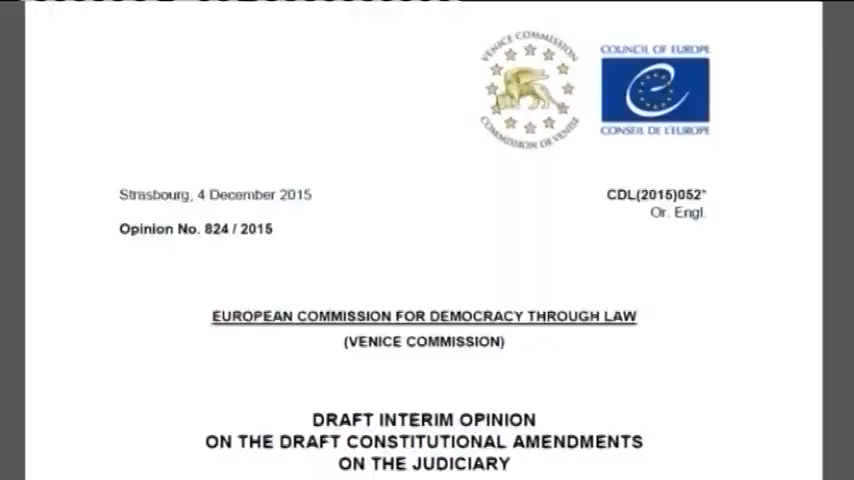 VENICE COMMISSION
COMMISSION DE VENISE
COUNCIL OF EUROPE
CONSEIL DE L'EUROPE
Strasbourg, 4 December 2015
CDL(2015)052*
Or. Engl.
Opinion No. 824 / 2015
EUROPEAN COMMISSION FOR DEMOCRACY THROUGH LAW
(VENICE COMMISSION)
DRAFT INTERIM OPINION
ON THE DRAFT CONSTITUTIONAL AMENDMENTS
ON THE JUDICIARY